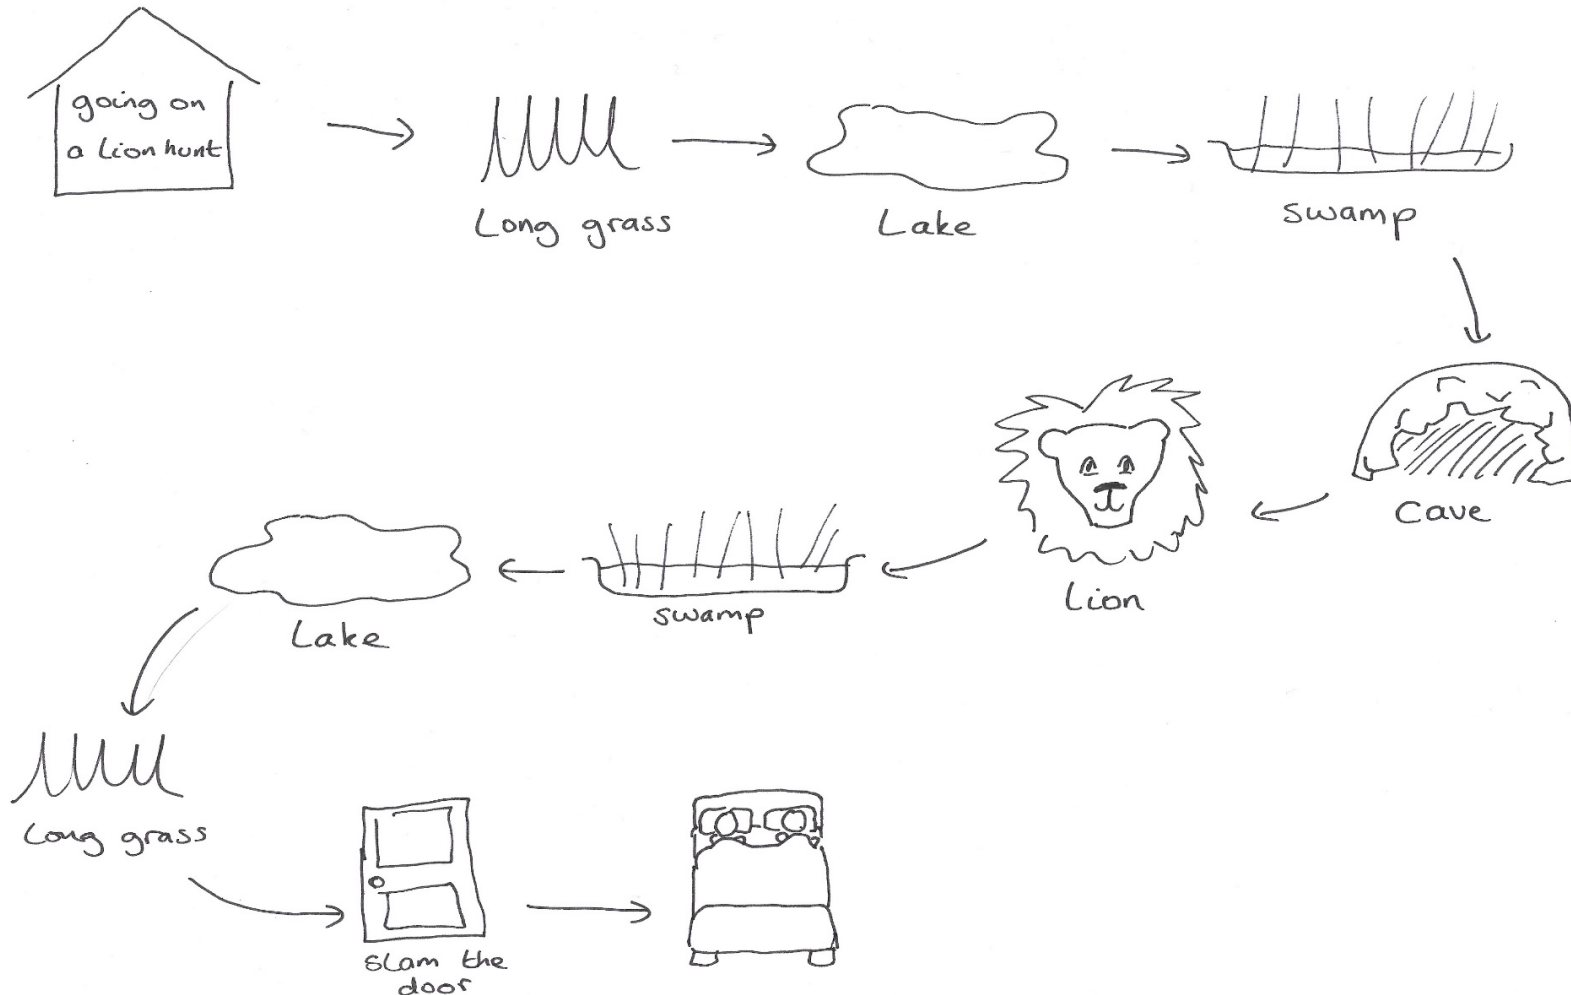 going on
a Lion hunt
Long grass
Lake
swamp
cave
Lion
swamp
Lake
Long grass
slam the
door